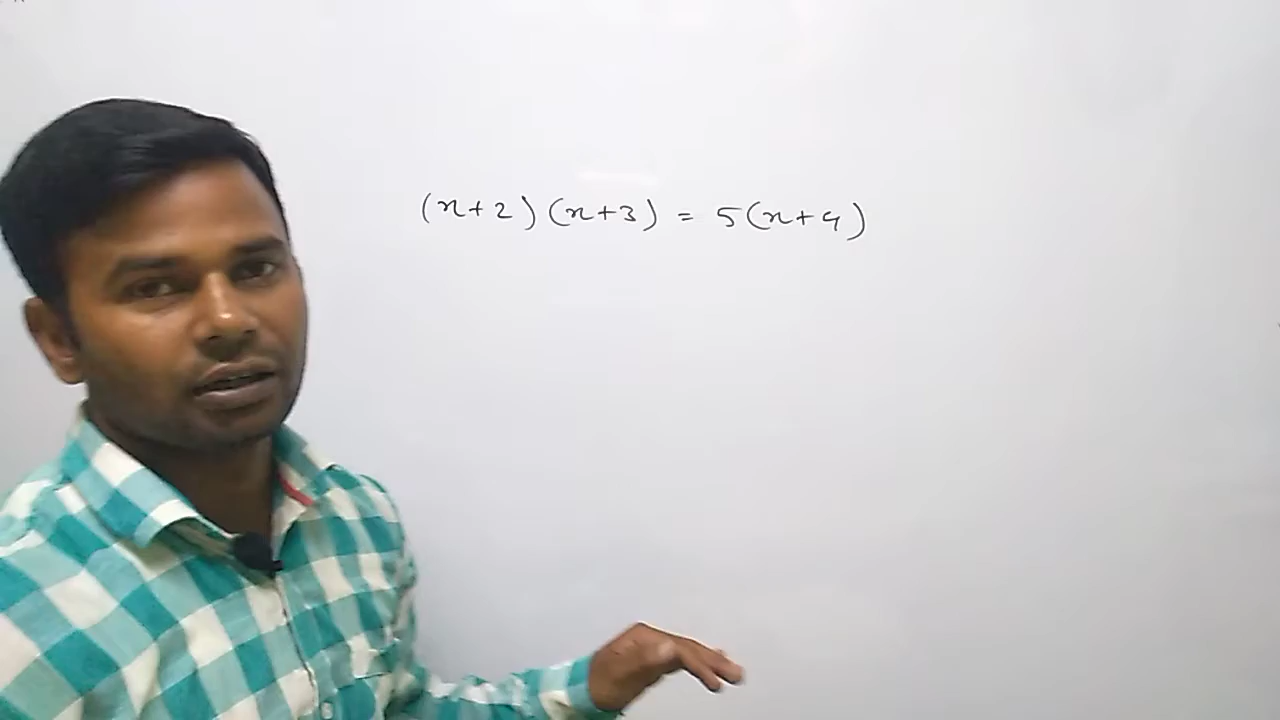 (x+2)(x+3) = 5(x+4)